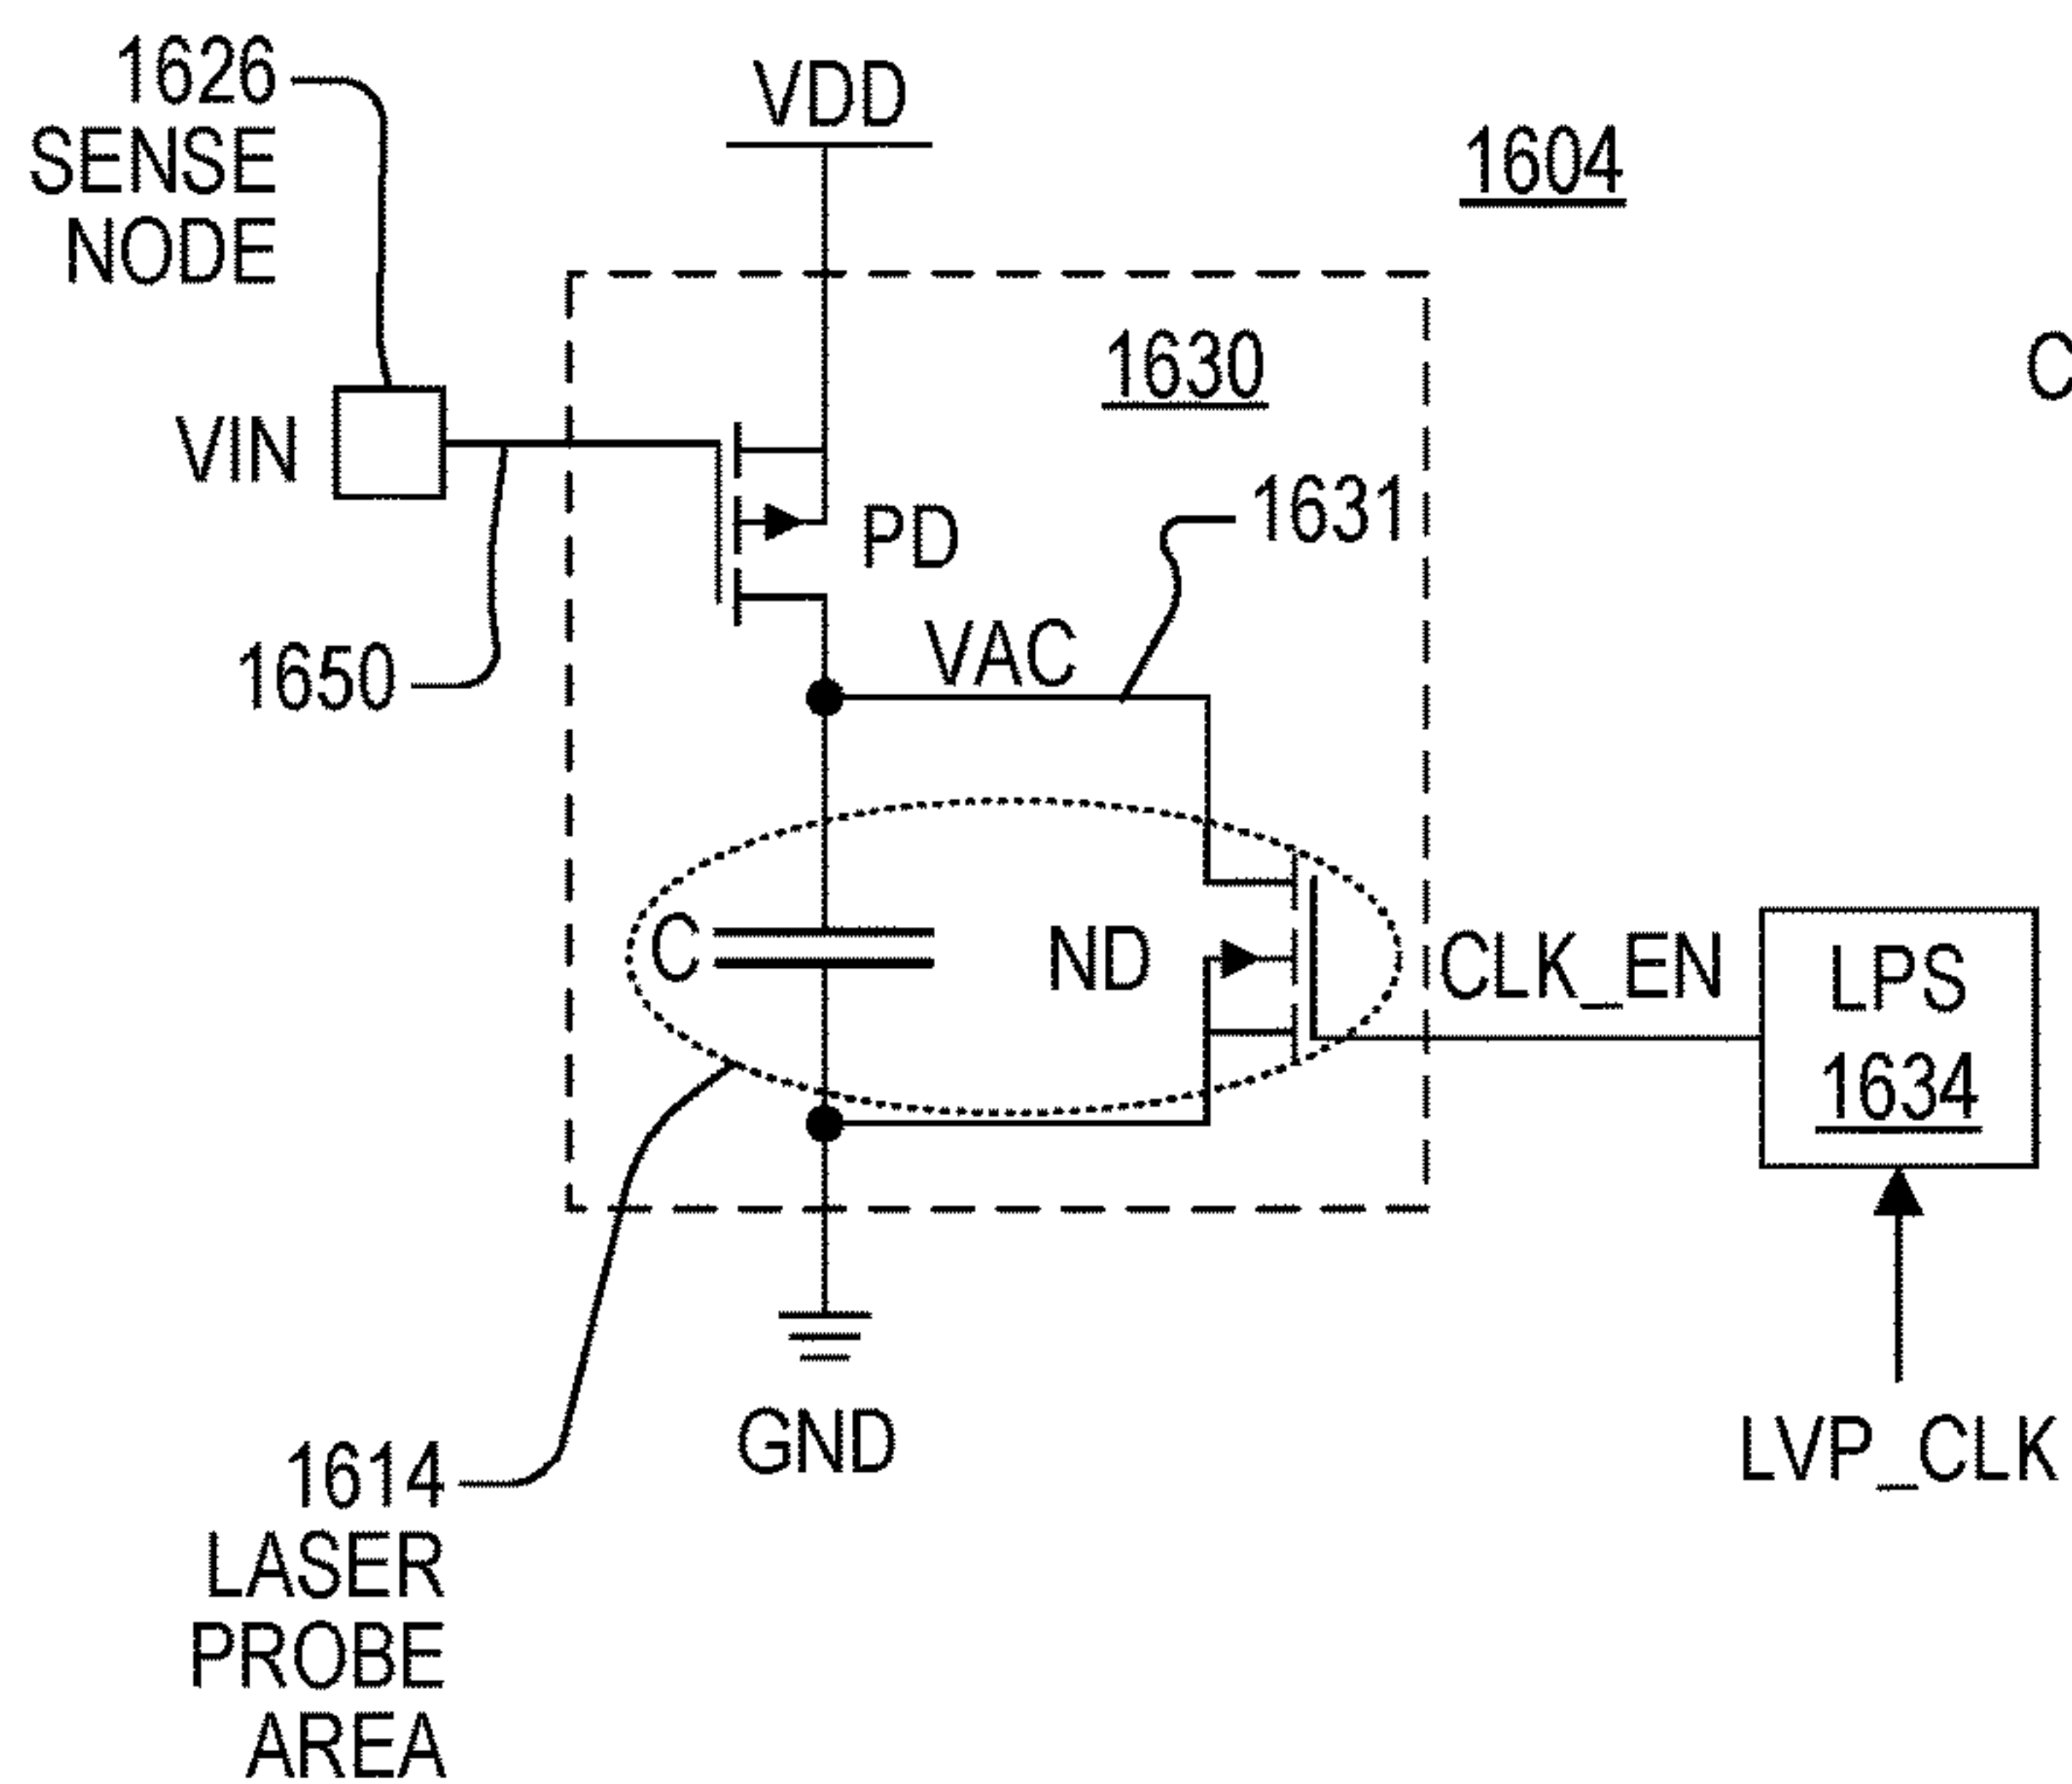 1626
SENSE
NODE
VDD
1604
1630
C
VIN
1631
PD
1650
VAC
C
ND
CLK_EN
LPS
1634
GND
LVP_CLK
1614
LASER
PROBE
AREA